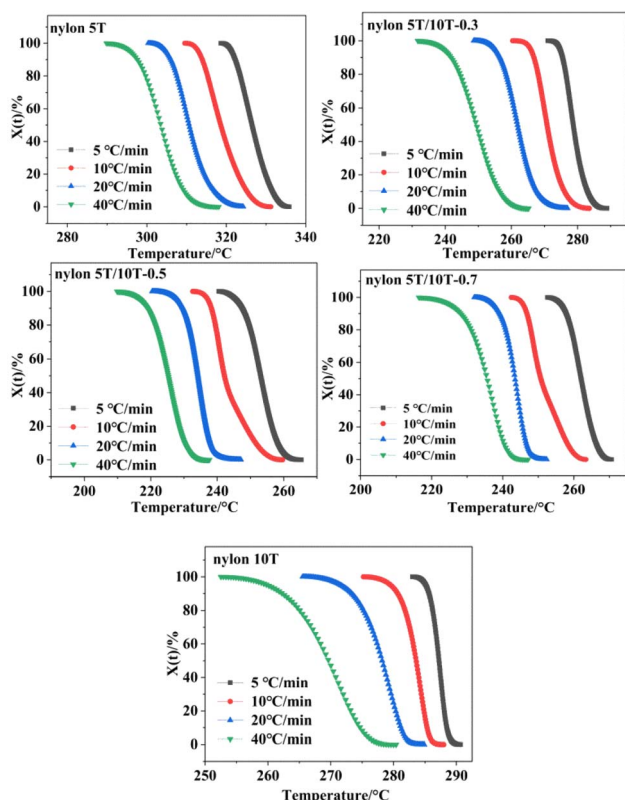 nylon 5T
X(t)/%
100
80
60
40
20
0
5 °C/min
10°C/min
20°C/min
40°C/min
280
300
320
340
Temperature/°C
nylon 5T/10T-0.3
X(t)/%
100
80
60
40
20
0
5 °C/min
10°C/min
20°C/min
40°C/min
220
240
260
280
Temperature/°C
nylon 5T/10T-0.5
X(t)/%
100
80
60
40
20
0
5 °C/min
10°C/min
20°C/min
40°C/min
200
220
240
260
Temperature/°C
nylon 5T/10T-0.7
X(t)/%
100
80
60
40
20
0
5 °C/min
10°C/min
20°C/min
40°C/min
200
220
240
260
Temperature/°C
nylon 10T
X(t)/%
100
80
60
40
20
0
5 °C/min
10°C/min
20°C/min
40°C/min
250
260
270
280
290
Temperature/°C